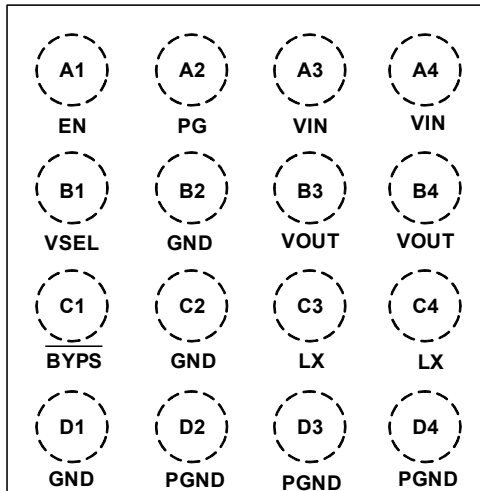 A1 A2 A3 A4
EN PG VIN VIN
B1 B2 B3 B4
VSEL GND VOUT VOUT
C1 C2 C3 C4
BYPS GND LX LX
D1 D2 D3 D4
GND PGND PGND PGND